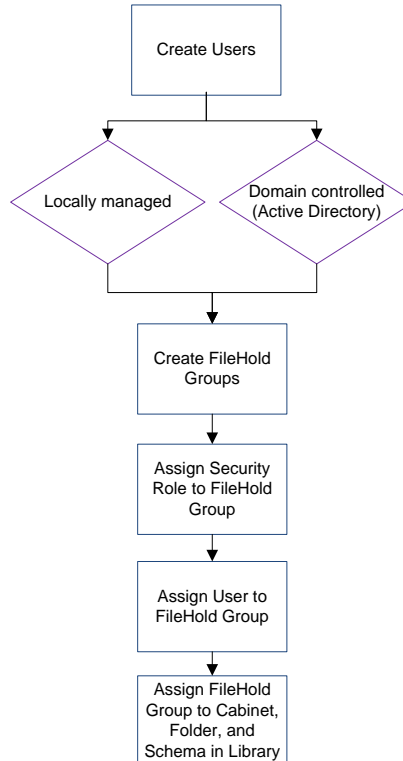 Create Users
Locally managed
Domain controlled
(Active Directory)
Create FileHold
Groups
Assign Security
Role to FileHold
Group
Assign User to
FileHold Group
Assign FileHold
Group to Cabinet,
Folder, and
Schema in Library